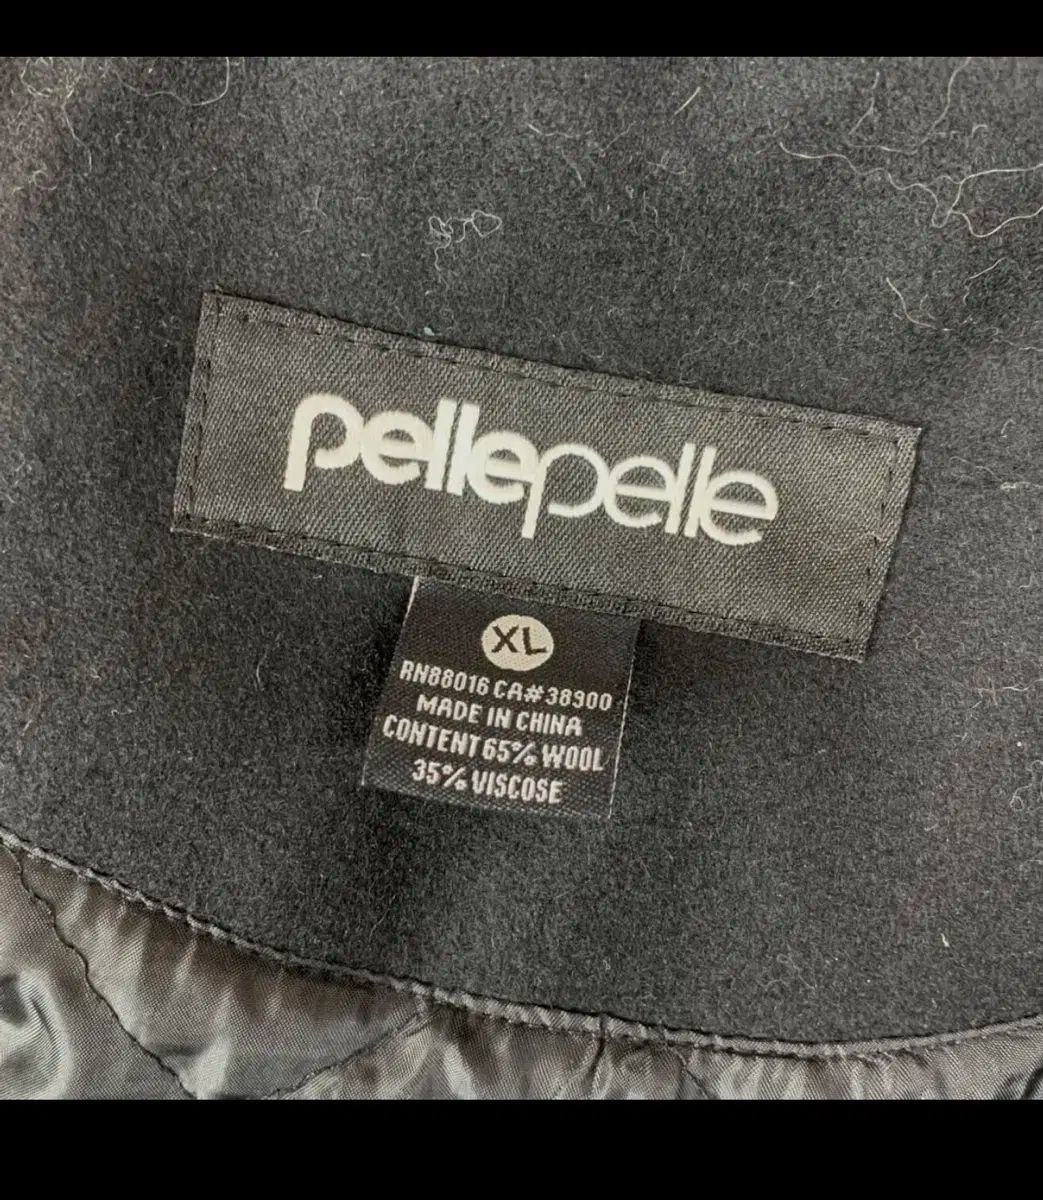 pellepelle
XL
RN88016 CA#38900
MADE IN CHINA
CONTENT 65% WOOL
35% VISCOSE